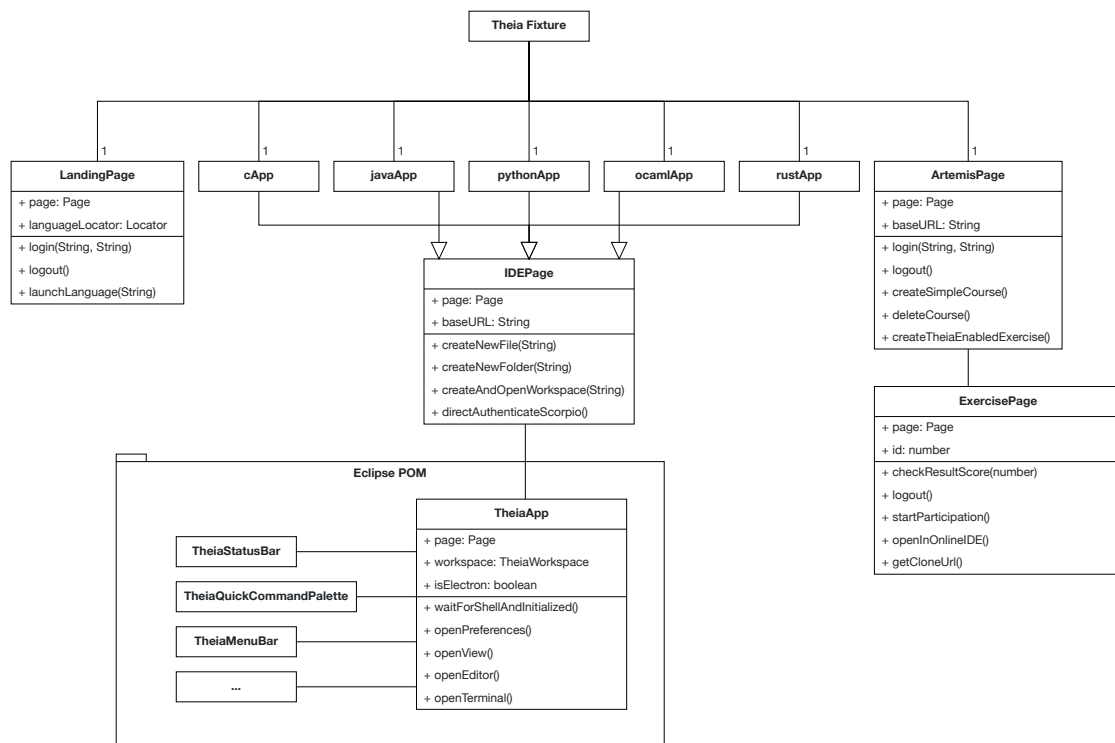 Theia Fixture
1
1
1
1
1
1
1
LandingPage
+ page: Page
+ languageLocator: Locator
+ login(String, String)
+ logout()
+ launchLanguage(String)
cApp
javaApp
pythonApp
ocamlApp
rustApp
ArtemisPage
+ page: Page
+ baseURL: String
+ login(String, String)
+ logout()
+ createSimpleCourse()
+ deleteCourse()
+ createTheiaEnabledExercise()
IDEPage
+ page: Page
+ baseURL: String
+ createNewFile(String)
+ createNewFolder(String)
+ createAndOpenWorkspace(String)
+ directAuthenticateScorpio()
ExercisePage
+ page: Page
+ id: number
+ checkResultScore(number)
+ logout()
+ startParticipation()
+ openInOnlineIDE()
+ getCloneUrl()
Eclipse POM
TheiaApp
+ page: Page
+ workspace: TheiaWorkspace
+ isElectron: boolean
+ waitForShellAndInitialized()
+ openPreferences()
+ openView()
+ openEditor()
+ openTerminal()
TheiaStatusBar
TheiaQuickCommandPalette
TheiaMenuBar
...